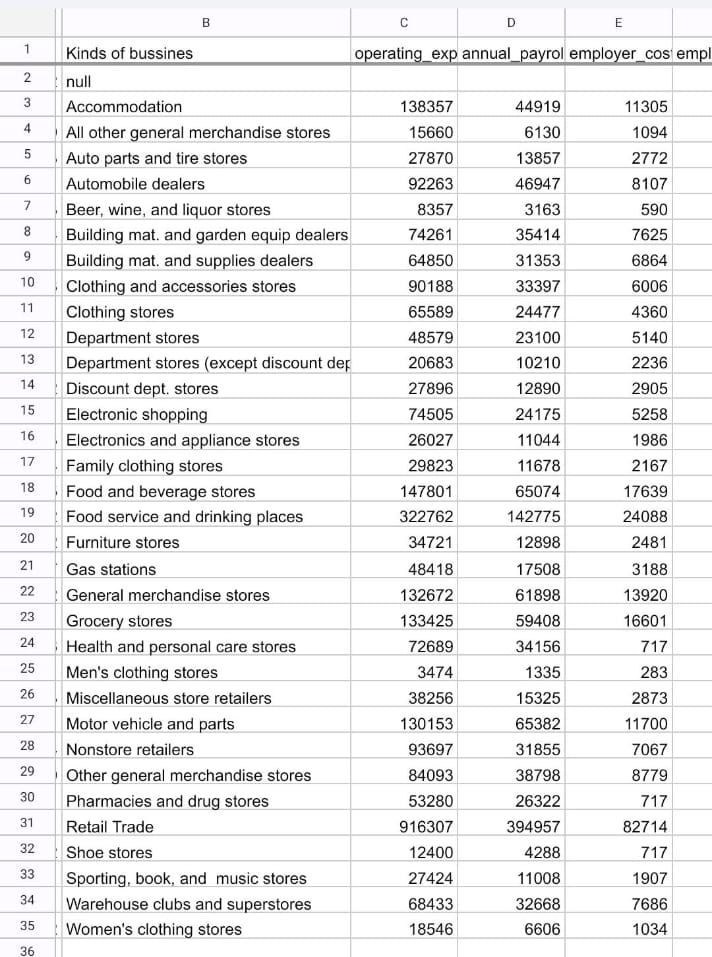 B C D E
1 Kinds of bussines operating_exp annual_payrol employer_cos empl
2 null
3 Accommodation 138357 44919 11305
4 All other general merchandise stores 15660 6130 1094
5 Auto parts and tire stores 27870 13857 2772
6 Automobile dealers 92263 46947 8107
7 Beer, wine, and liquor stores 8357 3163 590
8 Building mat. and garden equip dealers 74261 35414 7625
9 Building mat. and supplies dealers 64850 31353 6864
10 Clothing and accessories stores 90188 33397 6006
11 Clothing stores 65589 24477 4360
12 Department stores 48579 23100 5140
13 Department stores (except discount dep 20683 10210 2236
14 Discount dept. stores 27896 12890 2905
15 Electronic shopping 74505 24175 5258
16 Electronics and appliance stores 26027 11044 1986
17 Family clothing stores 29823 11678 2167
18 Food and beverage stores 147801 65074 17639
19 Food service and drinking places 322762 142775 24088
20 Furniture stores 34721 12898 2481
21 Gas stations 48418 17508 3188
22 General merchandise stores 132672 61898 13920
23 Grocery stores 133425 59408 16601
24 Health and personal care stores 72689 34156 717
25 Men's clothing stores 3474 1335 283
26 Miscellaneous store retailers 38256 15325 2873
27 Motor vehicle and parts 130153 65382 11700
28 Nonstore retailers 93697 31855 7067
29 Other general merchandise stores 84093 38798 8779
30 Pharmacies and drug stores 53280 26322 717
31 Retail Trade 916307 394957 82714
32 Shoe stores 12400 4288 717
33 Sporting, book, and  music stores 27424 11008 1907
34 Warehouse clubs and superstores 68433 32668 7686
35 Women's clothing stores 18546 6606 1034
36